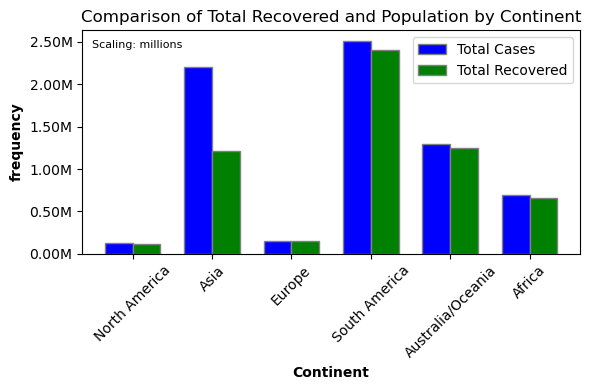 Comparison of Total Recovered and Population by Continent
Scaling: millions
Total Cases
Total Recovered
2.50M
2.00M
1.50M
1.00M
0.50M
0.00M
frequency
North America
Asia
Europe
South America
Australia/Oceania
Africa
Continent